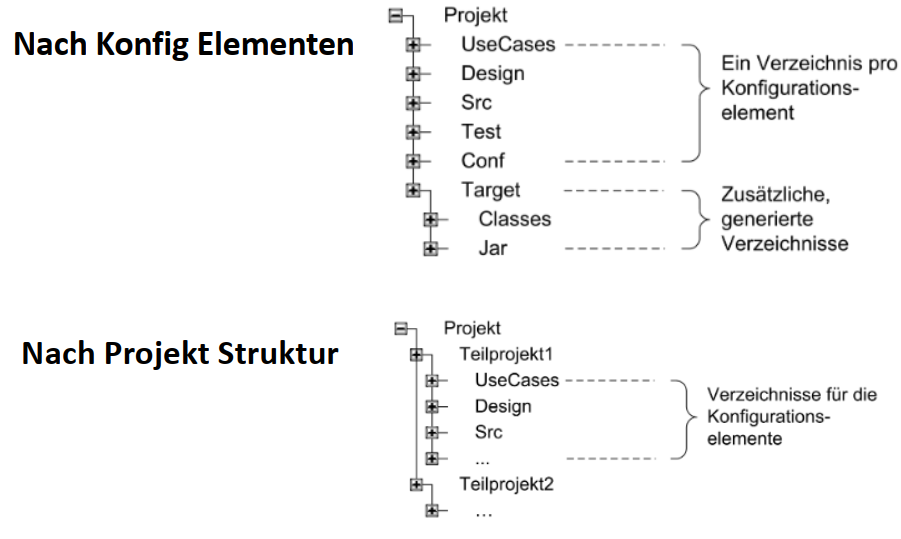 Nach Konfig Elementen
Projekt
UseCases
Design
Src
Test
Conf
Target
Classes
Jar
Ein Verzeichnis pro
Konfigurations-
element
Zusätzliche,
generierte
Verzeichnisse
Nach Projekt Struktur
Projekt
Teilprojekt1
UseCases
Design
Src
...
Teilprojekt2
...
Verzeichnisse für die
Konfigurations-
elemente